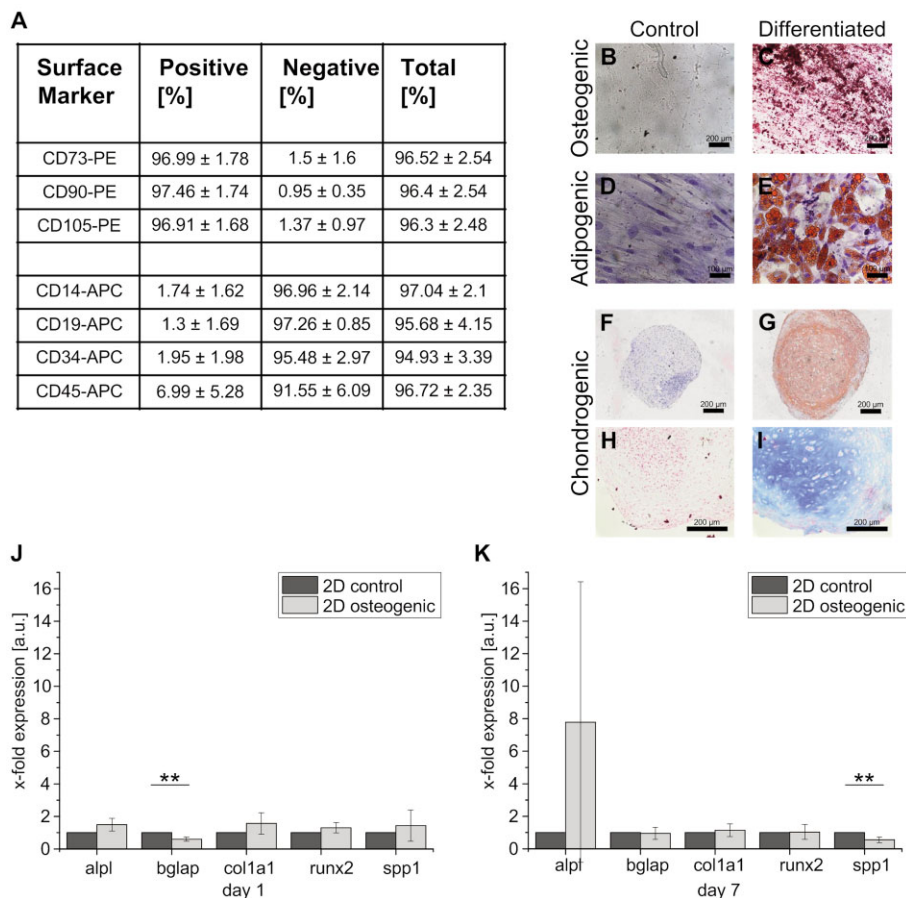 A
Surface Marker Positive [%] Negative [%] Total [%]
CD73-PE 96.99 ± 1.78 1.5 ± 1.6 96.52 ± 2.54
CD90-PE 97.46 ± 1.74 0.95 ± 0.35 96.4 ± 2.54
CD105-PE 96.91 ± 1.68 1.37 ± 0.97 96.3 ± 2.48
CD14-APC 1.74 ± 1.62 96.96 ± 2.14 97.04 ± 2.1
CD19-APC 1.3 ± 1.69 97.26 ± 0.85 95.68 ± 4.15
CD34-APC 1.95 ± 1.98 95.48 ± 2.97 94.93 ± 3.39
CD45-APC 6.99 ± 5.28 91.55 ± 6.09 96.72 ± 2.35
Control Differentiated
Osteogenic
B
200 µm
C
200 µm
Adipogenic
D
100 µm
E
100 µm
Chondrogenic
F
200 µm
G
200 µm
H
200 µm
I
200 µm
J
x-fold expression [a.u.]
16
14
12
10
8
6
4
2
0
2D control
2D osteogenic
**
alpl bglap col1a1 runx2 spp1
day 1
K
x-fold expression [a.u.]
16
14
12
10
8
6
4
2
0
2D control
2D osteogenic
**
alpl bglap col1a1 runx2 spp1
day 7